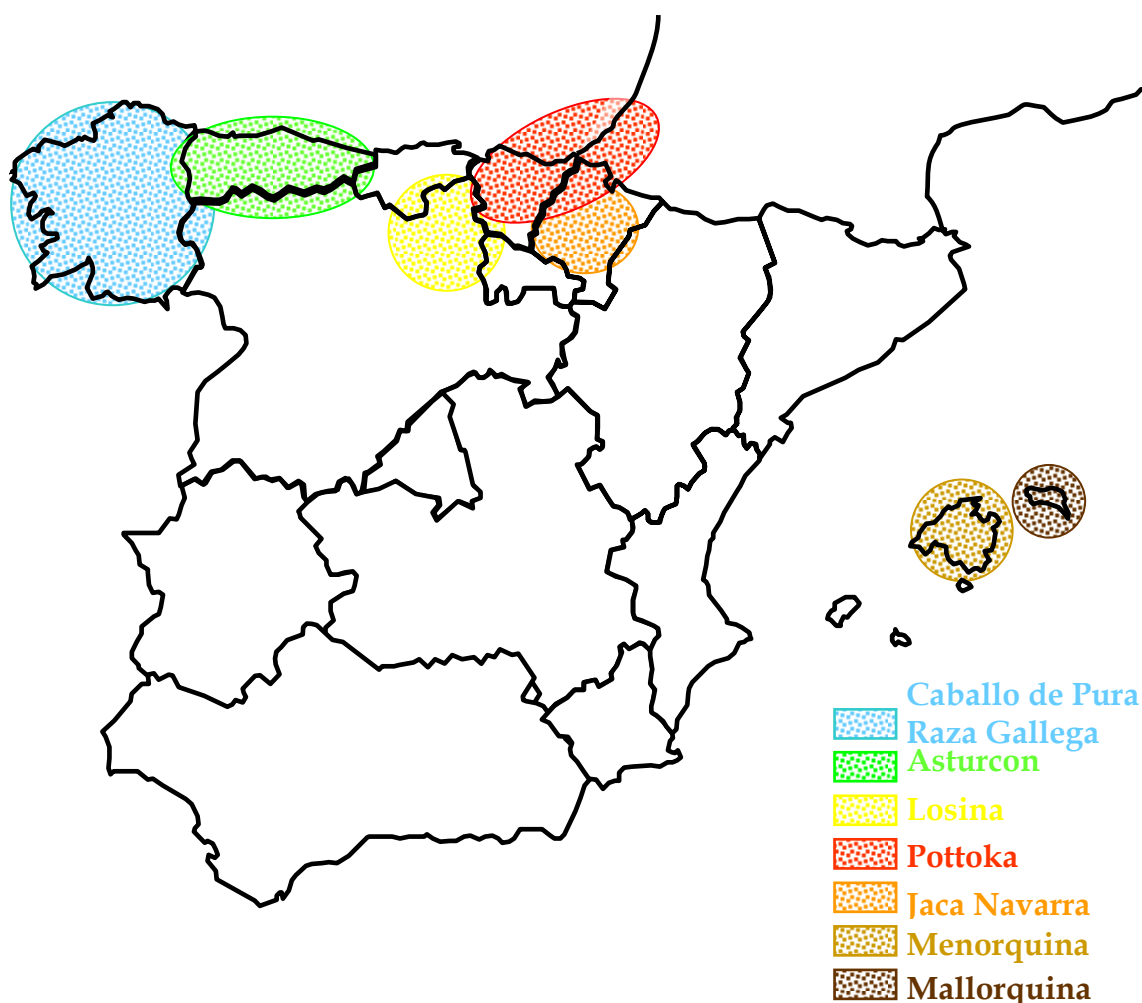 Caballo de Pura
Raza Gallega
Asturcon
Losina
Pottoka
Jaca Navarra
Menorquina
Mallorquina